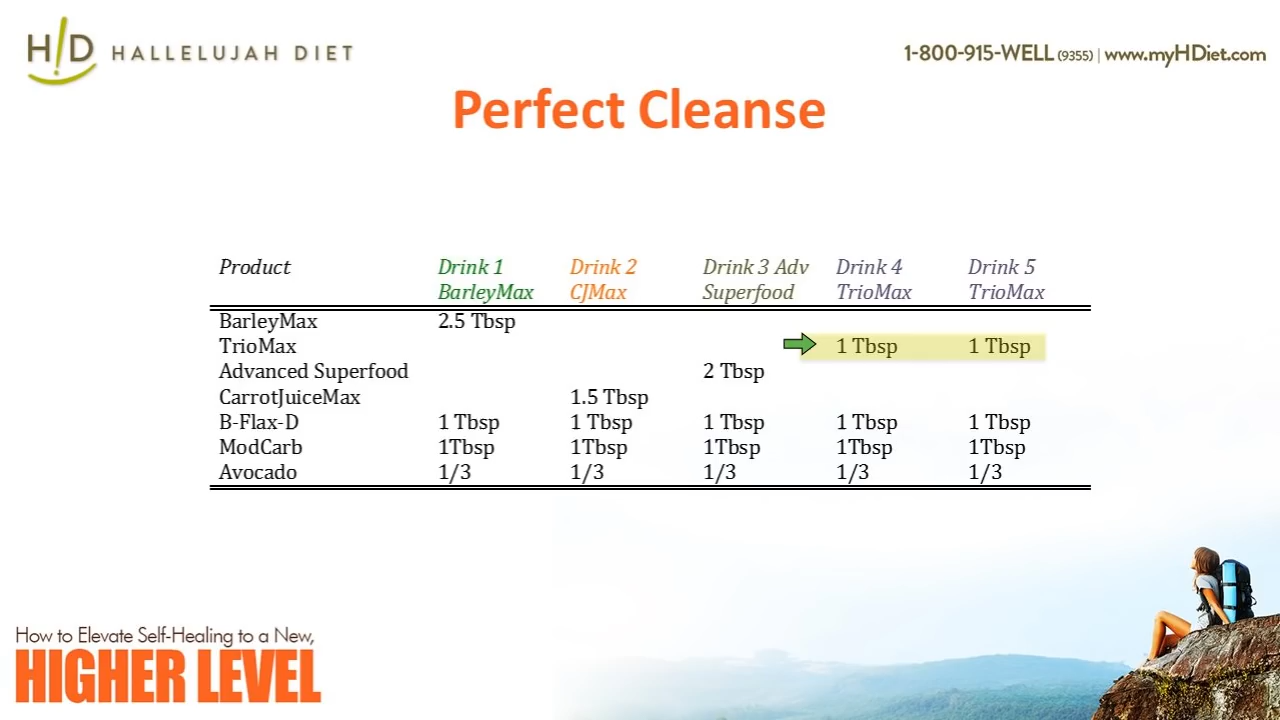 H!D HALLELUJAH DIET
1-800-915-WELL (9355) | www.myHDiet.com
Perfect Cleanse
Product Drink 1 Drink 2 Drink 3 Adv Drink 4 Drink 5
BarleyMax CJMax Superfood TrioMax TrioMax
BarleyMax 2.5 Tbsp
TrioMax 1 Tbsp 1 Tbsp
Advanced Superfood 2 Tbsp
CarrotJuiceMax 1.5 Tbsp
B-Flax-D 1 Tbsp 1 Tbsp 1 Tbsp 1 Tbsp 1 Tbsp
ModCarb 1Tbsp 1Tbsp 1Tbsp 1Tbsp 1Tbsp
Avocado 1/3 1/3 1/3 1/3 1/3
How to Elevate Self-Healing to a New,
HIGHER LEVEL